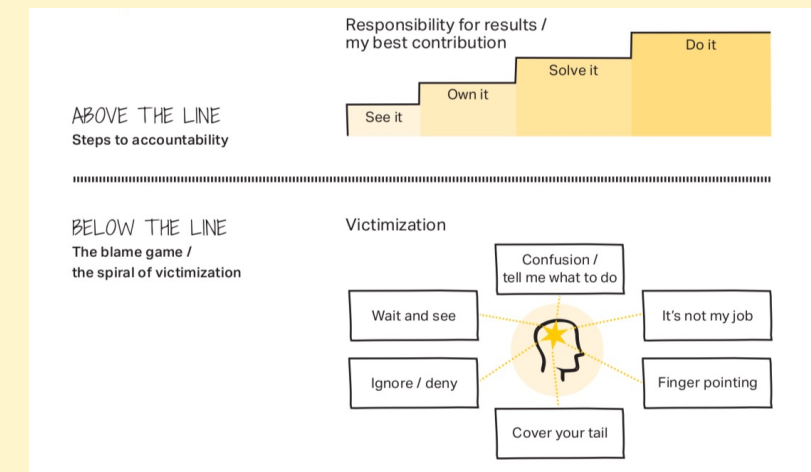 Responsibility for results /
my best contribution
Do it
Solve it
Own it
See it
ABOVE THE LINE
Steps to accountability
BELOW THE LINE
The blame game /
the spiral of victimization
Victimization
Confusion /
tell me what to do
Wait and see
It's not my job
Ignore / deny
Finger pointing
Cover your tail